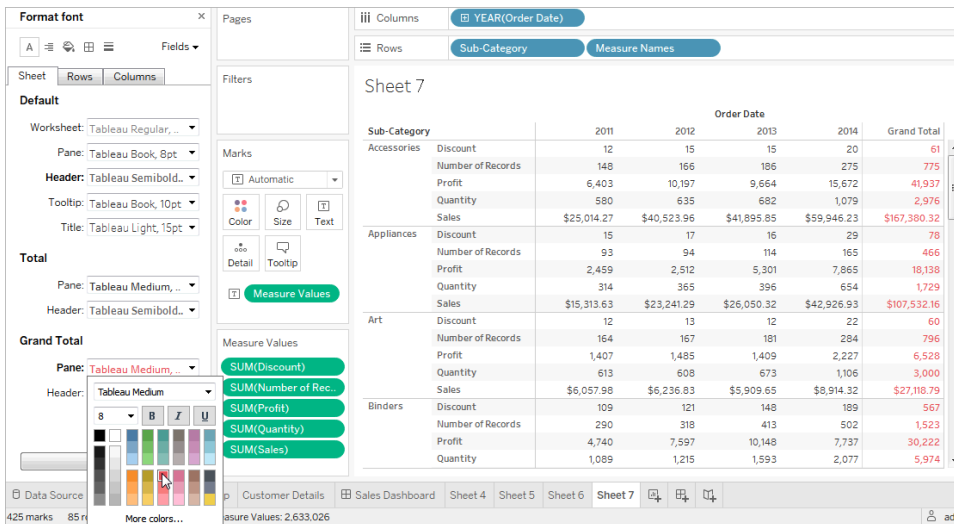 Format font ×
A Fields
Sheet Rows Columns
Default
Worksheet: Tableau Regular, ..
Pane: Tableau Book, 8pt
Header: Tableau Semibold..
Tooltip: Tableau Book, 10pt
Title: Tableau Light, 15pt
Total
Pane: Tableau Medium, ..
Header: Tableau Semibold..
Grand Total
Pane: Tableau Medium, ..
Header:
Tableau Medium
8 B I U
More colors...
Pages
Filters
Marks
T Automatic
Color Size Text
Detail Tooltip
T Measure Values
Measure Values
SUM(Discount)
SUM(Number of Rec..
SUM(Profit)
SUM(Quantity)
SUM(Sales)
iii Columns YEAR(Order Date)
Rows Sub-Category Measure Names
Sheet 7
Order Date
Sub-Category 2011 2012 2013 2014 Grand Total
Accessories Discount 12 15 15 20 61
Number of Records 148 166 186 275 775
Profit 6,403 10,197 9,664 15,672 41,937
Quantity 580 635 682 1,079 2,976
Sales $25,014.27 $40,523.96 $41,895.85 $59,946.23 $167,380.32
Appliances Discount 15 17 16 29 78
Number of Records 93 94 114 165 466
Profit 2,459 2,512 5,301 7,865 18,138
Quantity 314 365 396 654 1,729
Sales $15,313.63 $23,241.29 $26,050.32 $42,926.93 $107,532.16
Art Discount 12 13 12 22 60
Number of Records 164 167 181 284 796
Profit 1,407 1,485 1,409 2,227 6,528
Quantity 613 608 673 1,106 3,000
Sales $6,057.98 $6,236.83 $5,909.65 $8,914.32 $27,118.79
Binders Discount 109 121 148 189 567
Number of Records 290 318 413 502 1,523
Profit 4,740 7,597 10,148 7,737 30,222
Quantity 1,089 1,215 1,593 2,077 5,974
Data Source p Customer Details Sales Dashboard Sheet 4 Sheet 5 Sheet 6 Sheet 7
425 marks 85 r easure Values: 2,633,026 ad